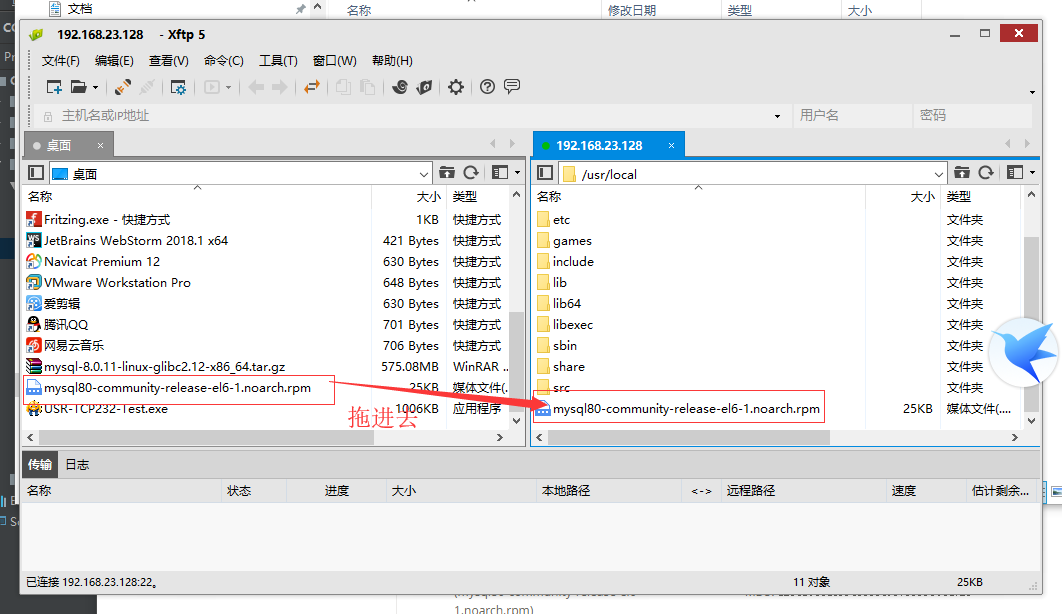 文档
名称 修改日期 类型 大小
192.168.23.128 - Xftp 5
文件(F) 编辑(E) 查看(V) 命令(C) 工具(T) 窗口(W) 帮助(H)
主机名或IP地址 用户名 密码
桌面 × 192.168.23.128 ×
桌面 /usr/local
名称 大小 类型 名称 大小 类型
Fritzing.exe - 快捷方式 1KB 快捷方式 etc 文件夹
JetBrains WebStorm 2018.1 x64 421 Bytes 快捷方式 games 文件夹
Navicat Premium 12 630 Bytes 快捷方式 include 文件夹
VMware Workstation Pro 648 Bytes 快捷方式 lib 文件夹
爱剪辑 630 Bytes 快捷方式 lib64 文件夹
腾讯QQ 701 Bytes 快捷方式 libexec 文件夹
网易云音乐 706 Bytes 快捷方式 sbin 文件夹
mysql-8.0.11-linux-glibc2.12-x86_64.tar.gz 575.08MB WinRAR ... share 文件夹
mysql80-community-release-el6-1.noarch.rpm 25KB 媒体文件(. src 文件夹
USR-TCP232-Test.exe 1006KB 应用程序 mysql80-community-release-el6-1.noarch.rpm 25KB 媒体文件(....
拖进去
传输 日志
名称 状态 进度 大小 本地路径 <-> 远程路径 速度 估计剩余...
已连接 192.168.23.128:22。 11 对象 25KB
1.noarch.rpm)